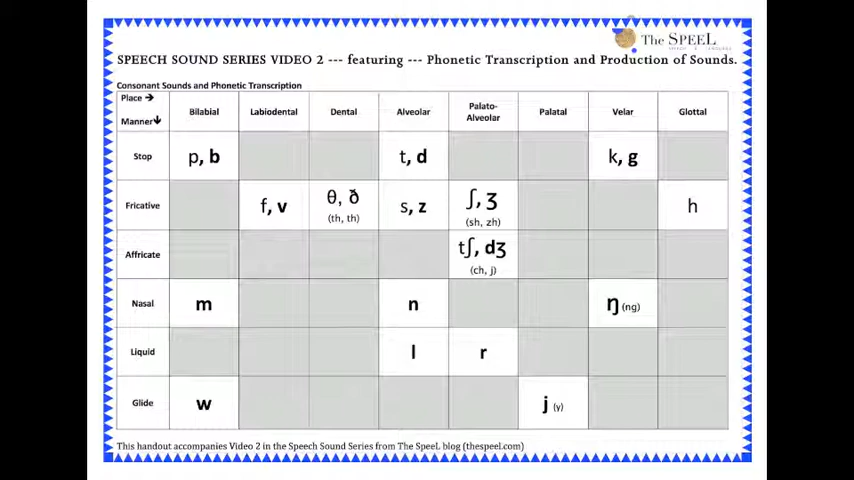 The SPEEL
SPEECH SOUND SERIES VIDEO 2 --- featuring --- Phonetic Transcription and Production of Sounds.
Consonant Sounds and Phonetic Transcription
Place → Bilabial Labiodental Dental Alveolar Palato-Alveolar Palatal Velar Glottal
Manner↓
Stop p, b t, d k, g
Fricative f, v θ, ð s, z ʃ, ʒ h
(th, th) (sh, zh)
Affricate tʃ, dʒ
(ch, j)
Nasal m n ŋ (ng)
Liquid l r
Glide w j (y)
This handout accompanies Video 2 in the Speech Sound Series from The SpeeL blog (thespeel.com)